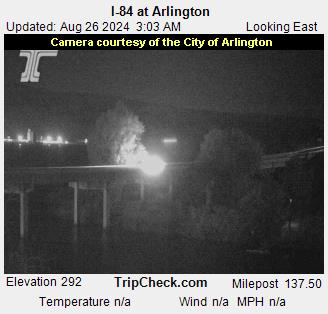 I-84 at Arlington
Updated: Aug 26 2024 3:03 AM Looking East
Camera courtesy of the City of Arlington
Elevation 292 TripCheck.com Milepost 137.50
Temperature n/a Wind n/a MPH n/a